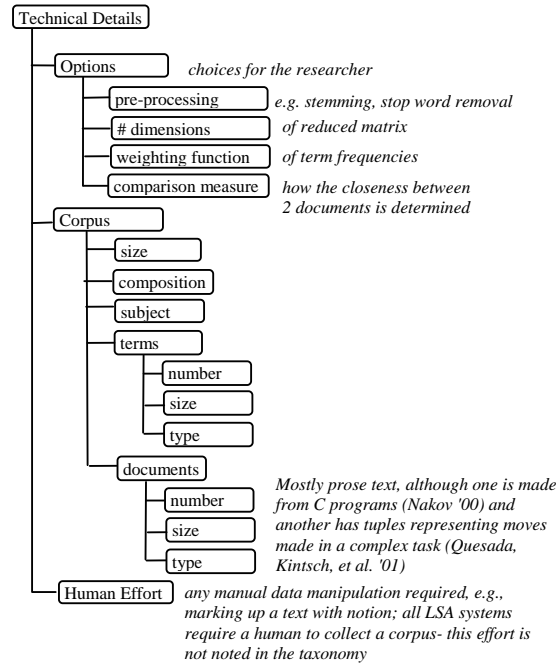 Technical Details
Options
choices for the researcher
pre-processing
e.g. stemming, stop word removal
# dimensions
of reduced matrix
weighting function
of term frequencies
comparison measure
how the closeness between
2 documents is determined
Corpus
size
composition
subject
terms
number
size
type
documents
number
size
type
Mostly prose text, although one is made
from C programs (Nakov '00) and
another has tuples representing moves
made in a complex task (Quesada,
Kintsch, et al. '01)
Human Effort
any manual data manipulation required, e.g.,
marking up a text with notion; all LSA systems
require a human to collect a corpus- this effort is
not noted in the taxonomy